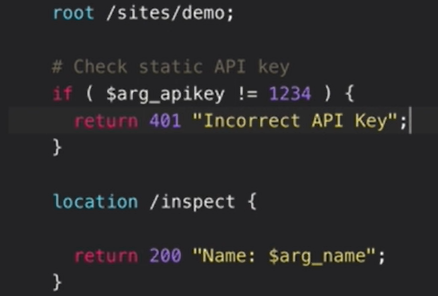 root /sites/demo;
# Check static API key
if ( $arg_apikey != 1234 ) {
return 401 "Incorrect API Key";
}
location /inspect {
return 200 "Name: $arg_name";
}